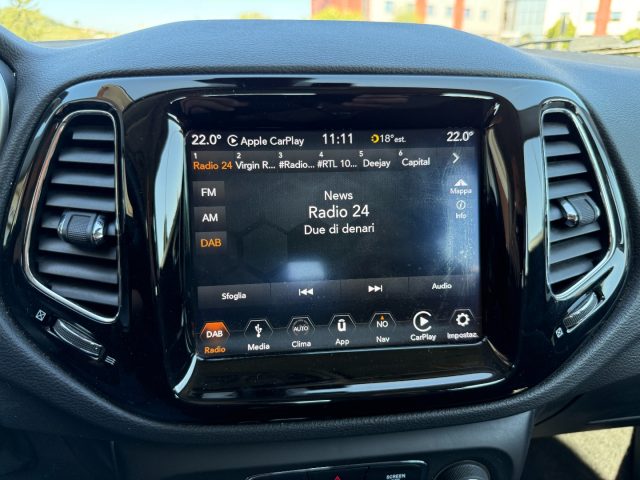 22.0° Apple CarPlay 11:11 18°est. 22.0°
1 2 3 4 5 6
Radio 24 Virgin R... #Radio... #RTL 10... Deejay Capital
FM
AM
DAB
News
Radio 24
Due di denari
Mappa
Info
Sfoglia Audio
DAB AUTO NO
Radio Media Clima App Nav CarPlay Impostaz.
SCREEN